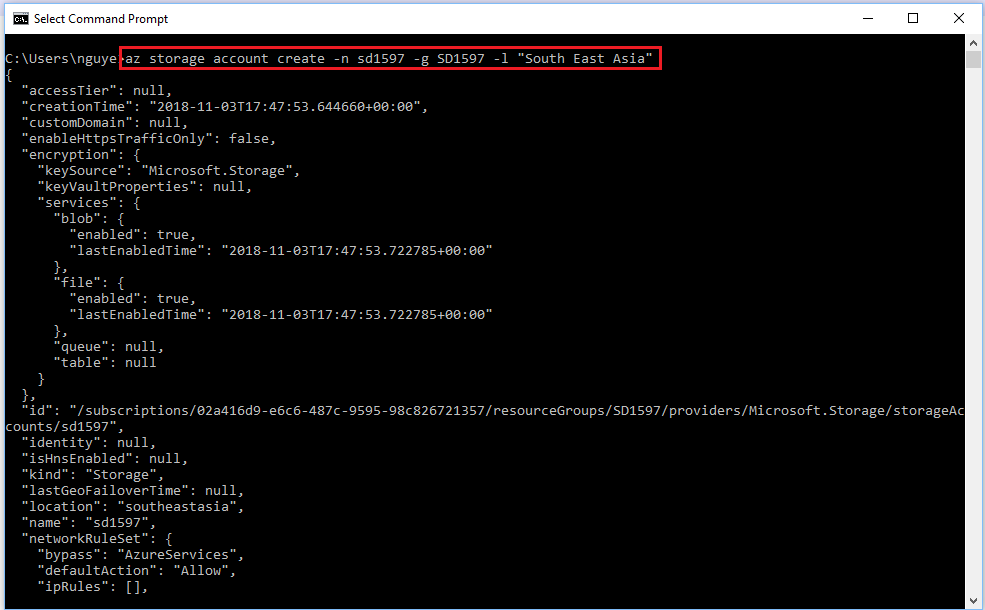 Select Command Prompt
C:\Users\nguye>az storage account create -n sd1597 -g SD1597 -l "South East Asia"
{
  "accessTier": null,
  "creationTime": "2018-11-03T17:47:53.644660+00:00",
  "customDomain": null,
  "enableHttpsTrafficOnly": false,
  "encryption": {
    "keySource": "Microsoft.Storage",
    "keyVaultProperties": null,
    "services": {
      "blob": {
        "enabled": true,
        "lastEnabledTime": "2018-11-03T17:47:53.722785+00:00"
      },
      "file": {
        "enabled": true,
        "lastEnabledTime": "2018-11-03T17:47:53.722785+00:00"
      },
      "queue": null,
      "table": null
    }
  },
  "id": "/subscriptions/02a416d9-e6c6-487c-9595-98c826721357/resourceGroups/SD1597/providers/Microsoft.Storage/storageAc
counts/sd1597",
  "identity": null,
  "isHnsEnabled": null,
  "kind": "Storage",
  "lastGeoFailoverTime": null,
  "location": "southeastasia",
  "name": "sd1597",
  "networkRuleSet": {
    "bypass": "AzureServices",
    "defaultAction": "Allow",
    "ipRules": [],